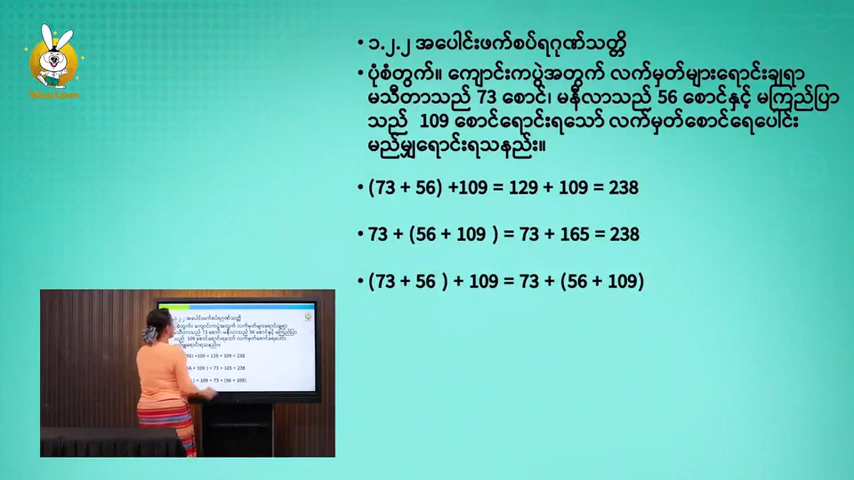 • ၁.၂.၂ အပေါင်းဖက်စပ်ရဂုဏ်သတ္တိ
• ပုံစံတွက်။ ကျောင်းကပွဲအတွက် လက်မှတ်များရောင်းချရာ
မသီတာသည် 73 စောင်၊ မနီလာသည် 56 စောင်နှင့် မကြည်ပြာ
သည် 109 စောင်ရောင်းရသော် လက်မှတ်စောင်ရေပေါင်း
မည်မျှရောင်းရသနည်း။
• (73 + 56) +109 = 129 + 109 = 238
• 73 + (56 + 109 ) = 73 + 165 = 238
• (73 + 56 ) + 109 = 73 + (56 + 109)